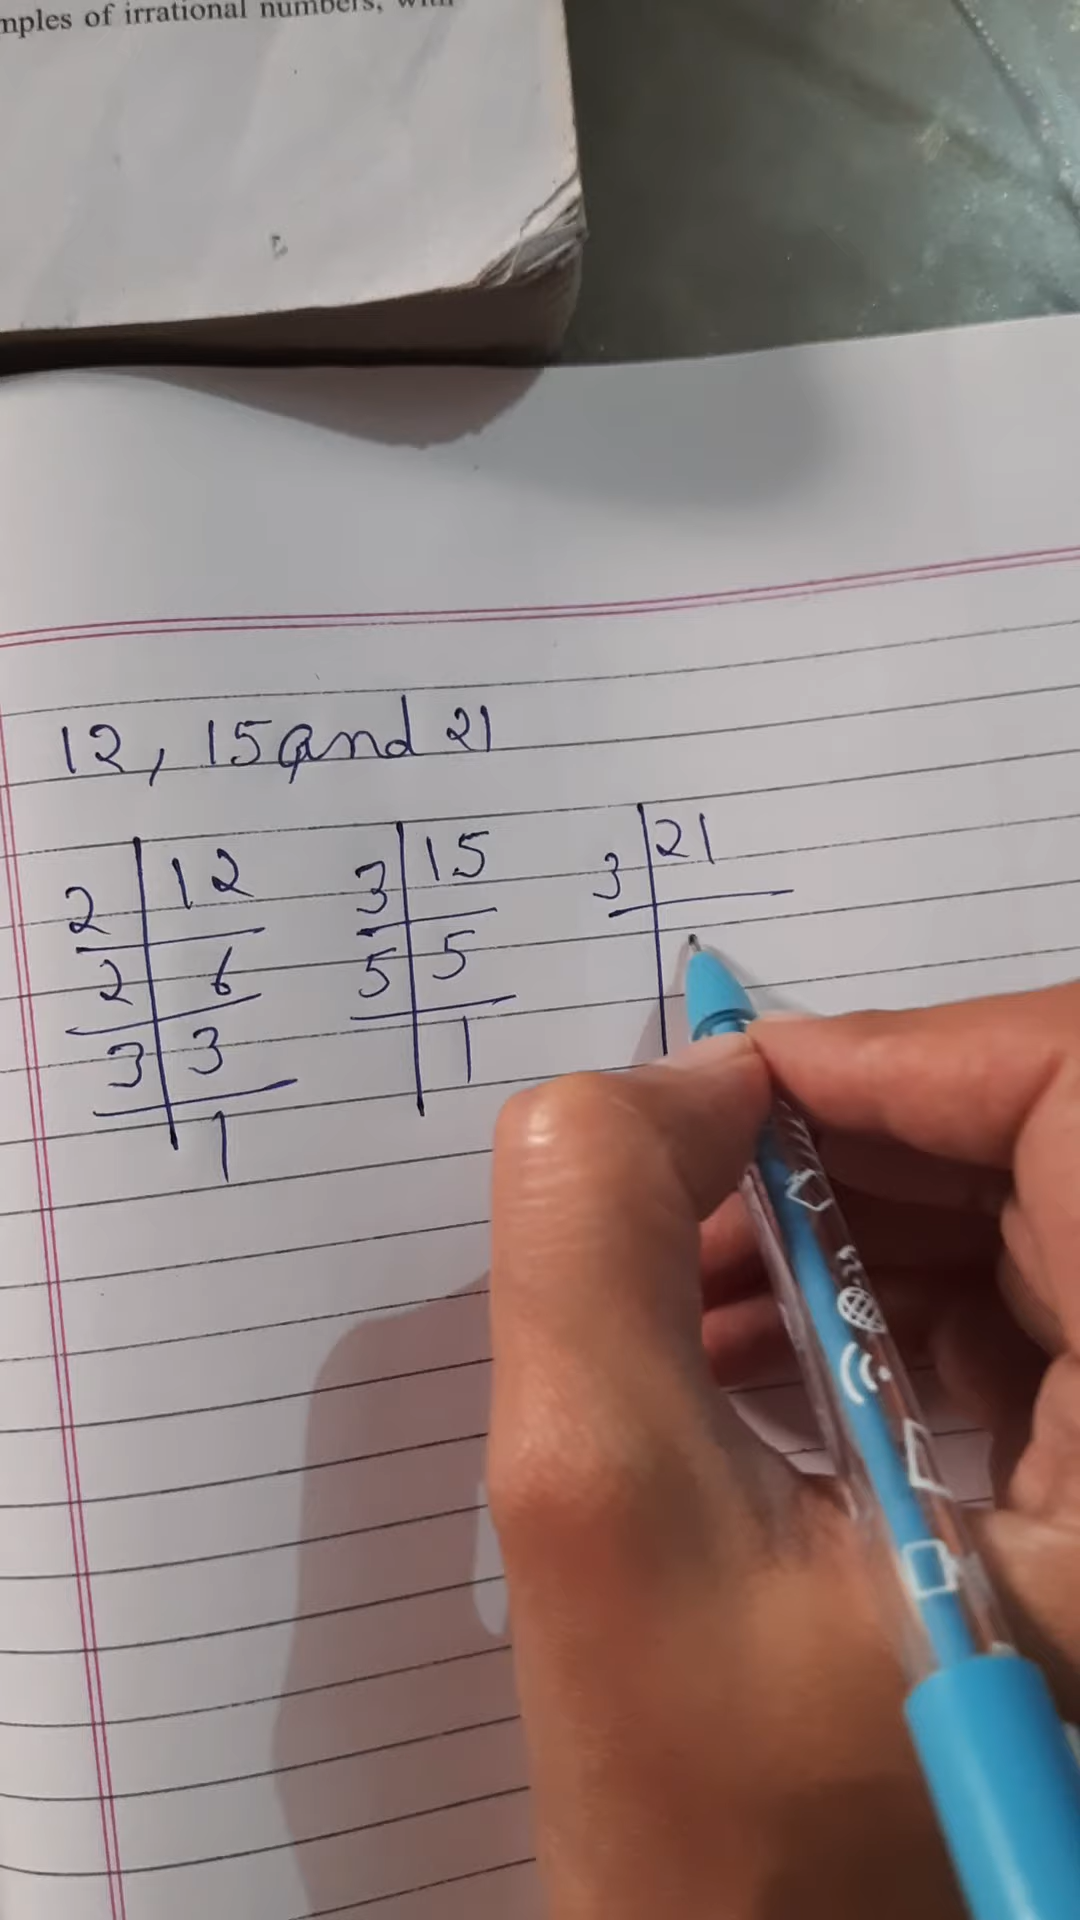 mples of irrational numbers,
12, 15 and 21
2 | 12
2 | 6
3 | 3
1
3 | 15
5 | 5
1
3 | 21